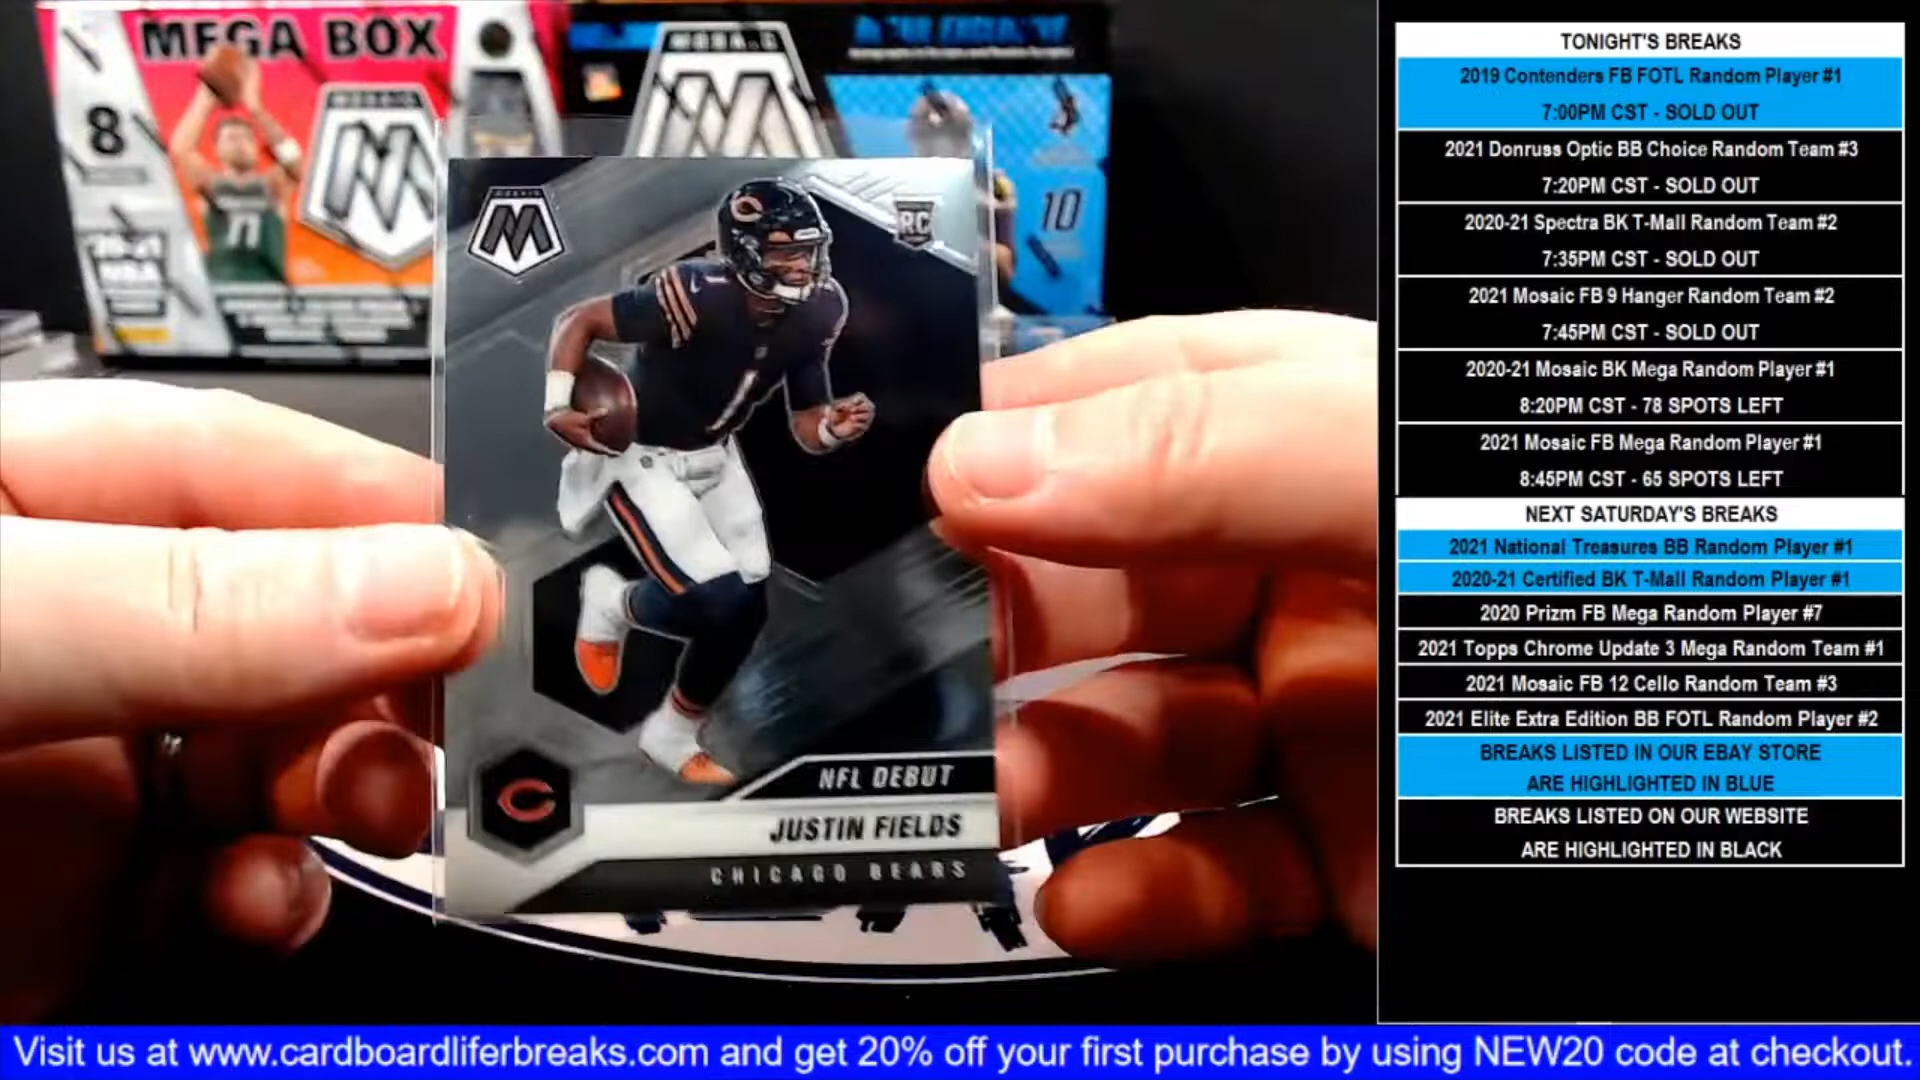 MEGA BOX
MOSAIC
8
20-21
NBA
10
MOSAIC
RC
1
NFL DEBUT
JUSTIN FIELDS
CHICAGO BEARS
TONIGHT'S BREAKS
2019 Contenders FB FOTL Random Player #1
7:00PM CST - SOLD OUT
2021 Donruss Optic BB Choice Random Team #3
7:20PM CST - SOLD OUT
2020-21 Spectra BK T-Mall Random Team #2
7:35PM CST - SOLD OUT
2021 Mosaic FB 9 Hanger Random Team #2
7:45PM CST - SOLD OUT
2020-21 Mosaic BK Mega Random Player #1
8:20PM CST - 78 SPOTS LEFT
2021 Mosaic FB Mega Random Player #1
8:45PM CST - 65 SPOTS LEFT
NEXT SATURDAY'S BREAKS
2021 National Treasures BB Random Player #1
2020-21 Certified BK T-Mall Random Player #1
2020 Prizm FB Mega Random Player #7
2021 Topps Chrome Update 3 Mega Random Team #1
2021 Mosaic FB 12 Cello Random Team #3
2021 Elite Extra Edition BB FOTL Random Player #2
BREAKS LISTED IN OUR EBAY STORE
ARE HIGHLIGHTED IN BLUE
BREAKS LISTED ON OUR WEBSITE
ARE HIGHLIGHTED IN BLACK
Visit us at www.cardboardliferbreaks.com and get 20% off your first purchase by using NEW20 code at checkout.